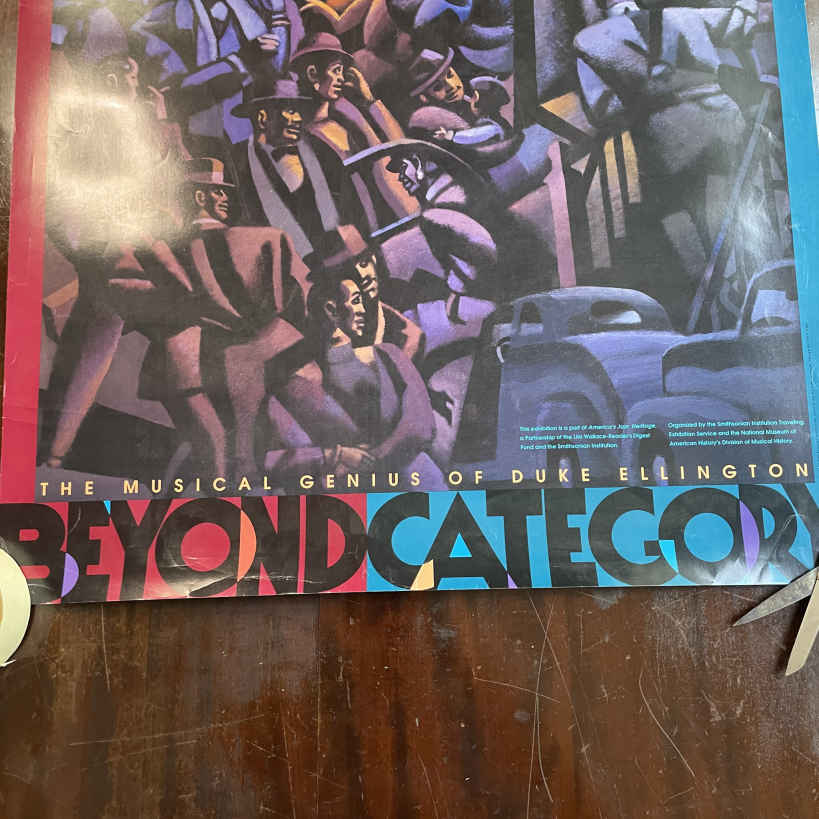 This exhibition is a part of America's Jazz Heritage,
a Partnership of the Lila Wallace-Reader's Digest
Fund and the Smithsonian Institution.
Organized by the Smithsonian Institution Traveling
Exhibition Service and the National Museum of
American History's Division of Musical History.
THE MUSICAL GENIUS OF DUKE ELLINGTON
BEYOND CATEGORY